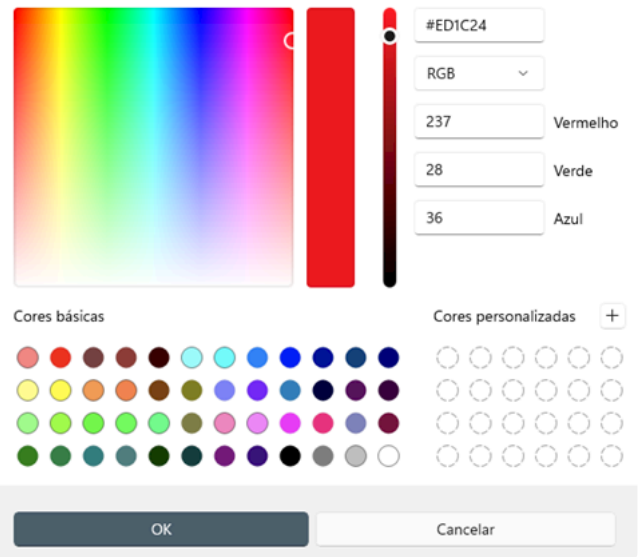 #ED1C24
RGB
237 Vermelho
28 Verde
36 Azul
Cores básicas
Cores personalizadas +
OK
Cancelar